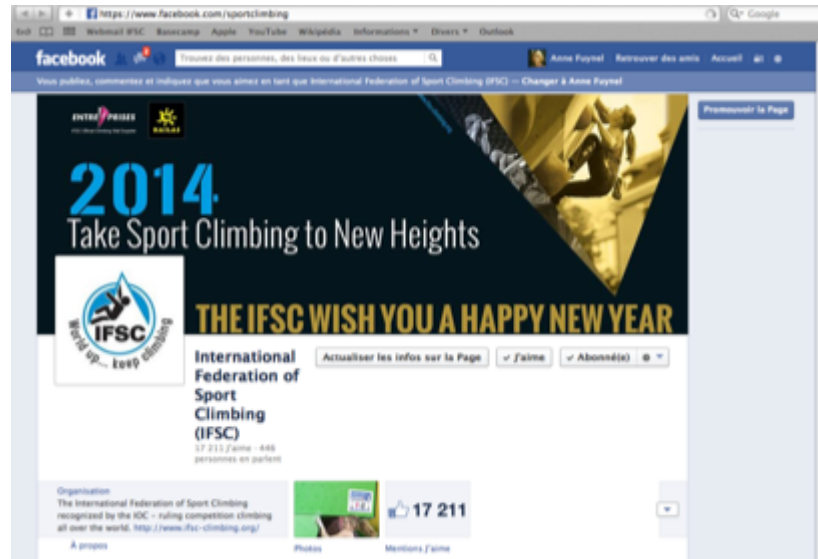 https://www.facebook.com/sportclimbing
Google
Webmail IFSC Basecamp Apple YouTube Wikipédia Informations Divers Outlook
facebook
Trouvez des personnes, des lieux ou d'autres choses
Anne Fuynel Retrouver des amis Accueil
Vous publiez, commentez et indiquez que vous aimez en tant que International Federation of Sport Climbing (IFSC) — Changer à Anne Fuynel
Promouvoir la Page
ENTRE PRISES
2014
Take Sport Climbing to New Heights
IFSC
World up... keep climbing
THE IFSC WISH YOU A HAPPY NEW YEAR
International
Federation of
Sport
Climbing
(IFSC)
Actualiser les infos sur la Page
J'aime
Abonné(e)
17 211 J'aime · 446
personnes en parlent
Organisation
The International Federation of Sport Climbing
recognized by the IOC - ruling competition climbing
all over the world. http://www.ifsc-climbing.org/
À propos
17 211
Photos
Mentions J'aime